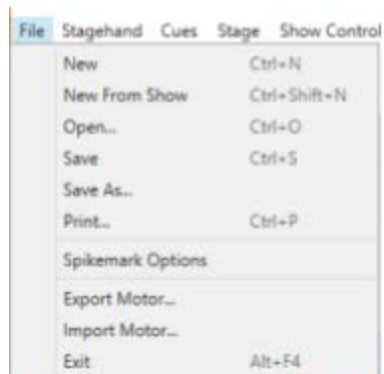 File Stagehand Cues Stage Show Control
New Ctrl+N
New From Show Ctrl+Shift+N
Open... Ctrl+O
Save Ctrl+S
Save As...
Print... Ctrl+P
Spikemark Options
Export Motor...
Import Motor...
Exit Alt+F4